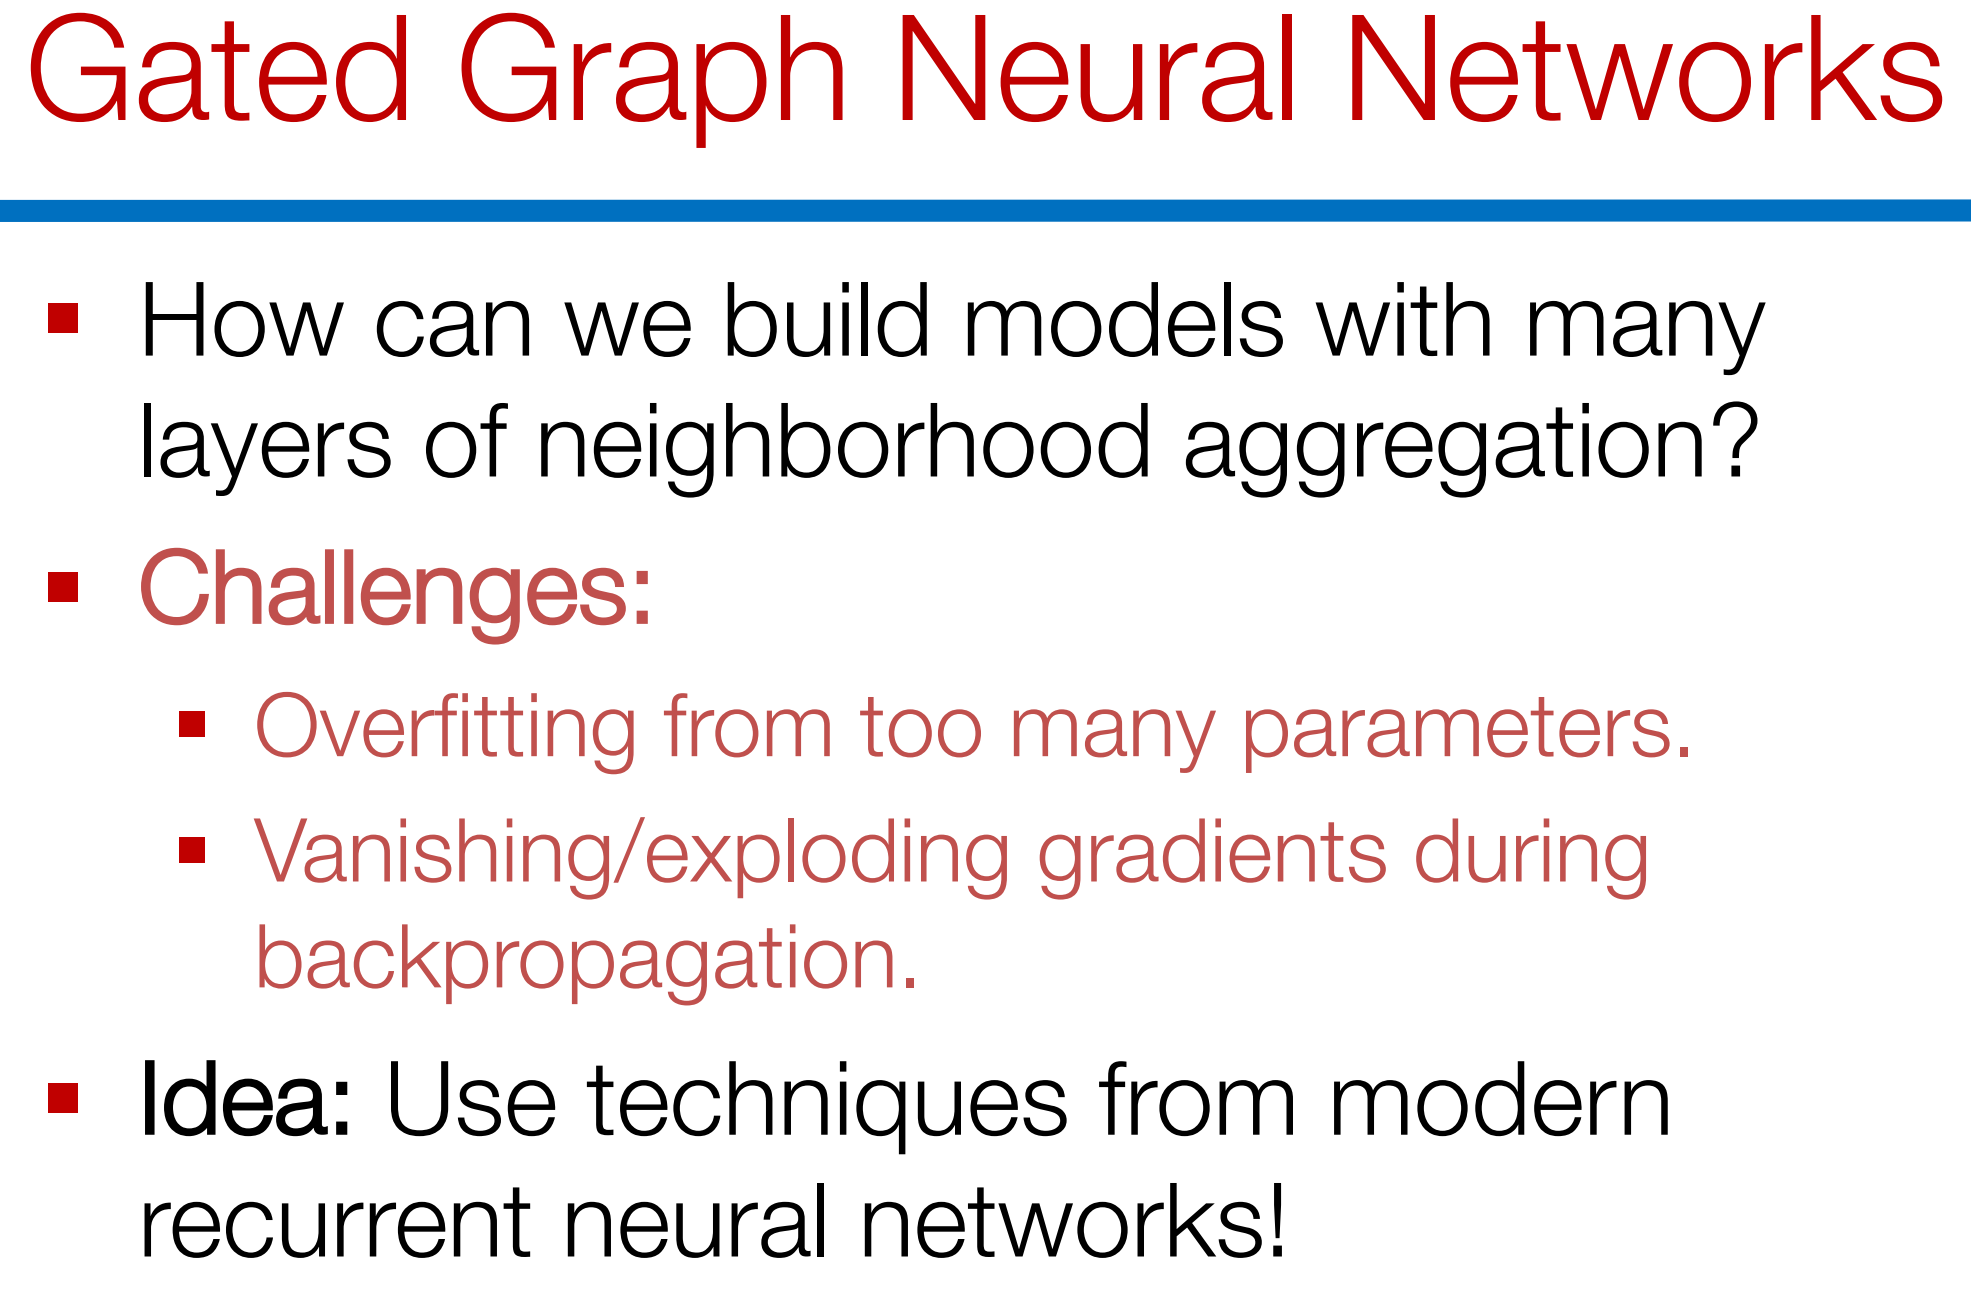 Gated Graph Neural Networks
▪ How can we build models with many
layers of neighborhood aggregation?
▪ Challenges:
▪ Overfitting from too many parameters.
▪ Vanishing/exploding gradients during
backpropagation.
▪ Idea: Use techniques from modern
recurrent neural networks!